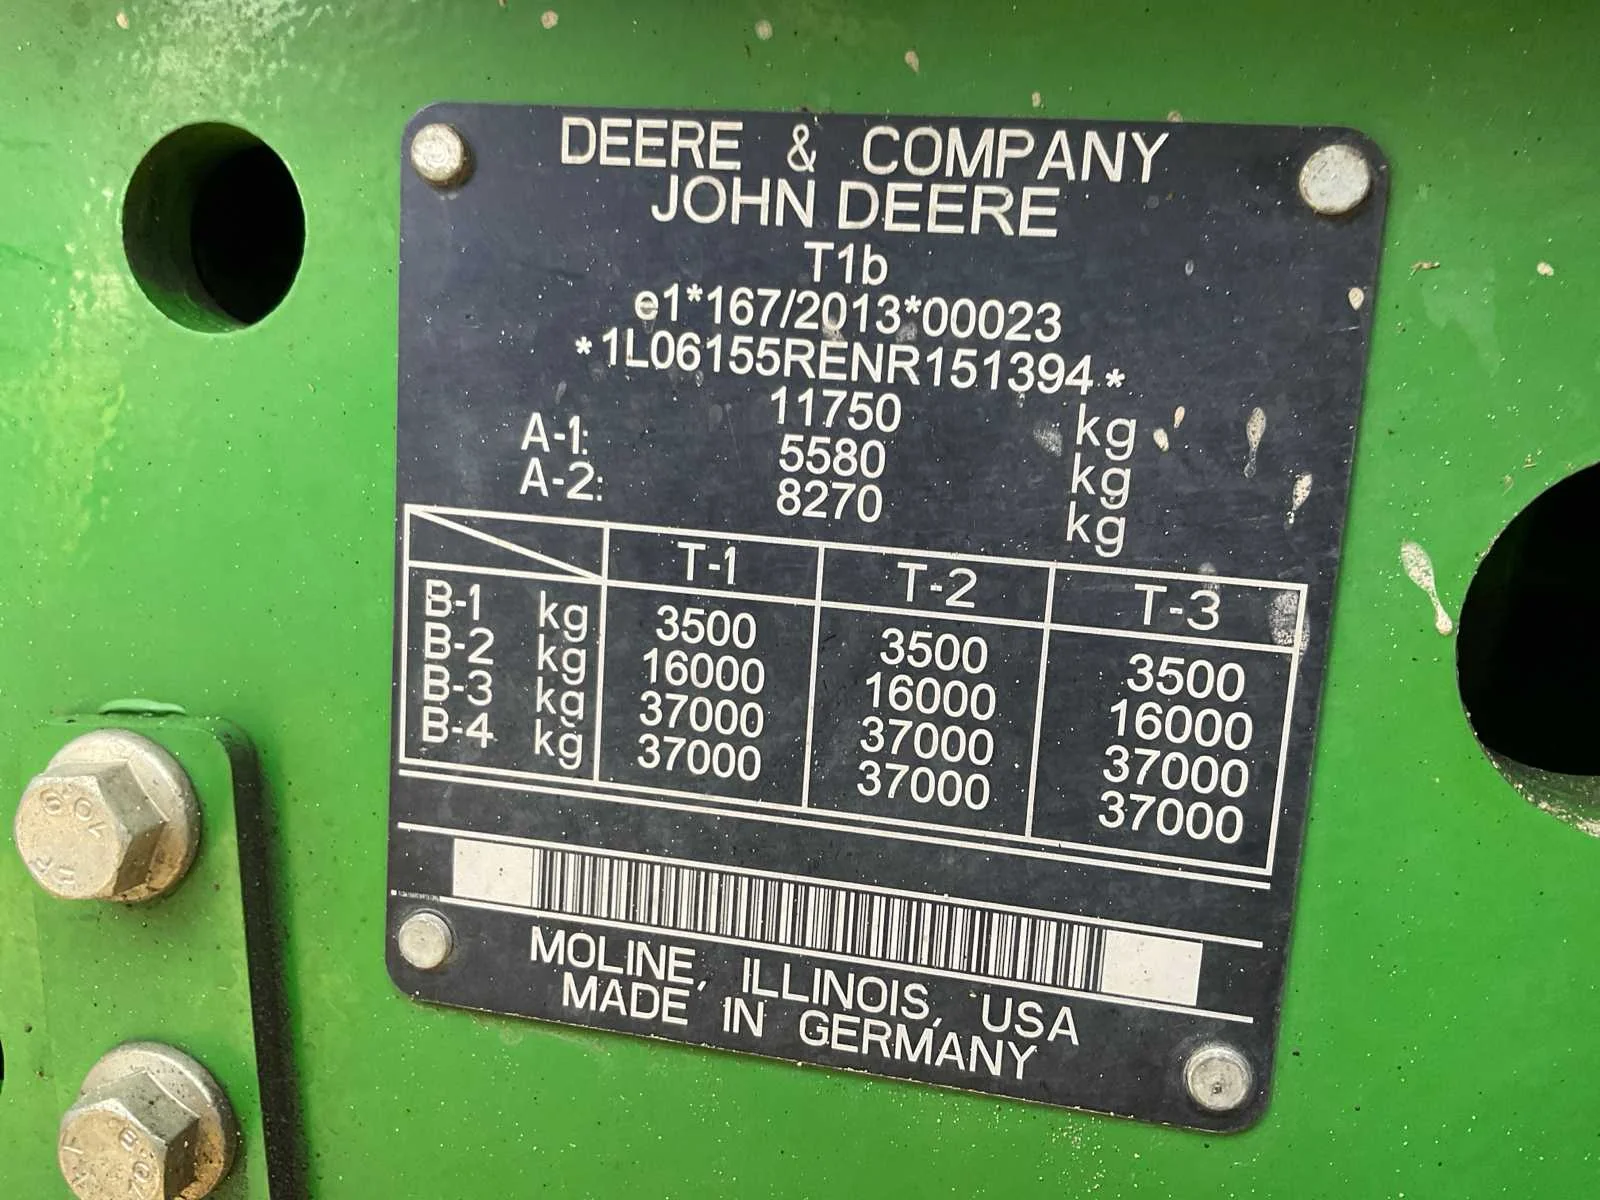 DEERE & COMPANY
JOHN DEERE
T1b
e1*167/2013*00023
*1L06155RENR151394*
11750 kg
A-1: 5580 kg
A-2: 8270 kg
T-1 T-2 T-3
B-1 kg 3500 3500 3500
B-2 kg 16000 16000 16000
B-3 kg 37000 37000 37000
B-4 kg 37000 37000 37000
MOLINE, ILLINOIS, USA
MADE IN GERMANY